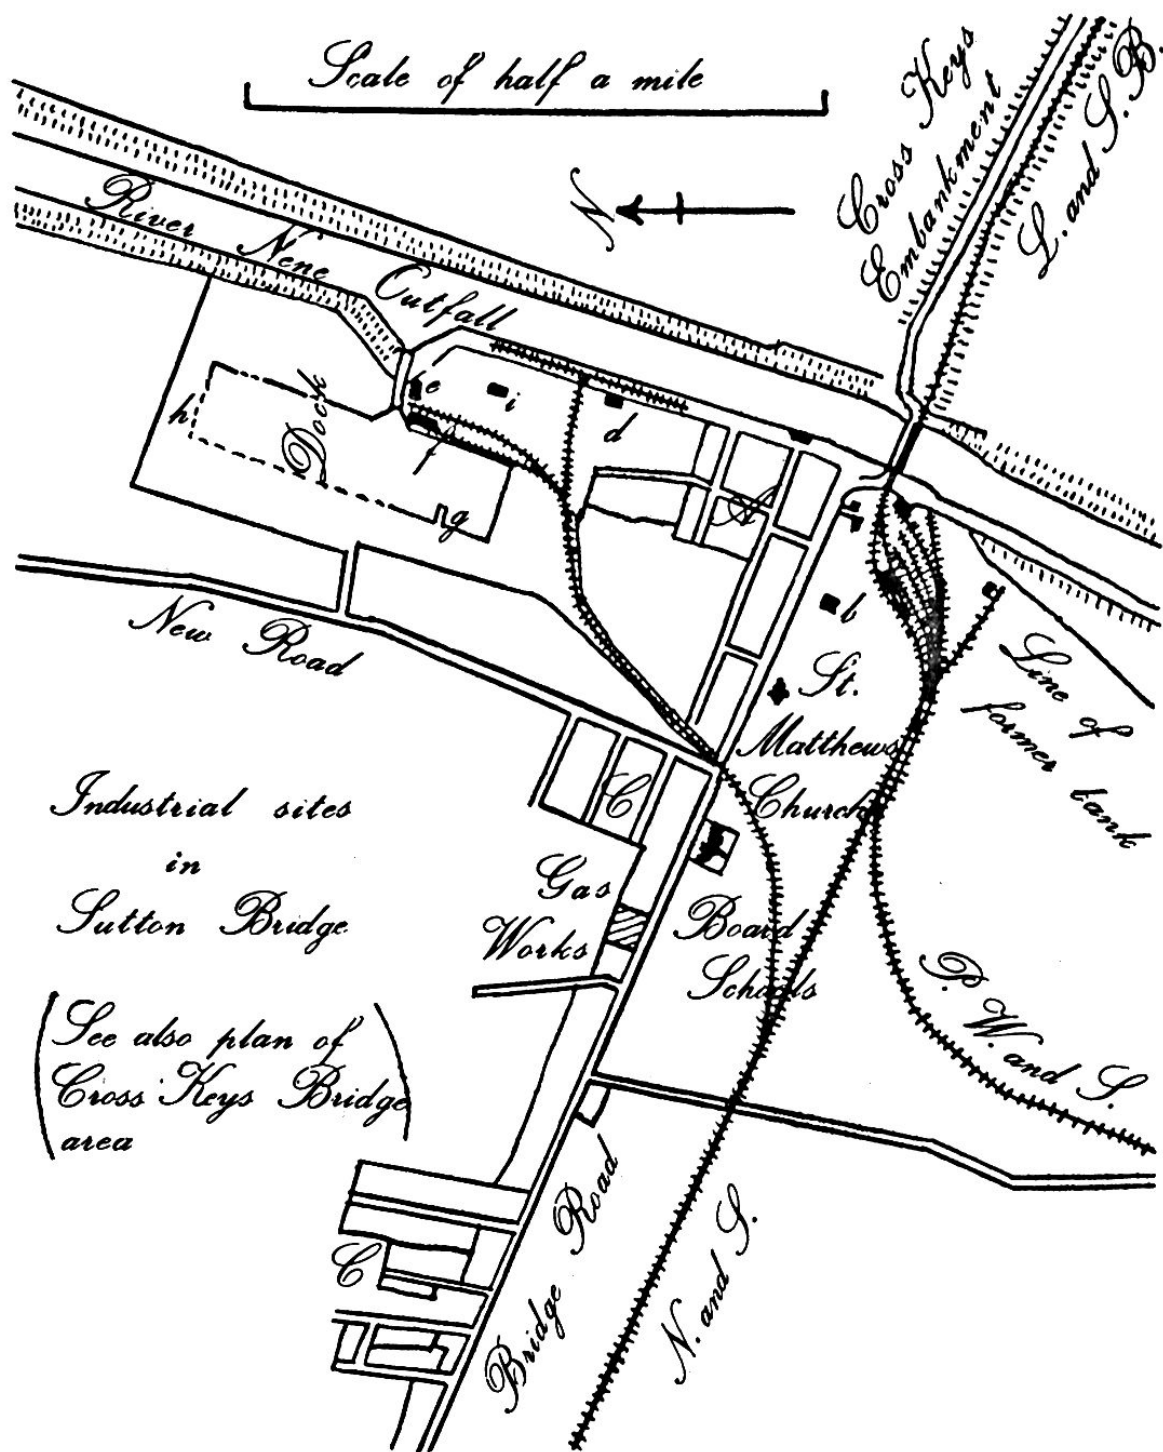 Scale of half a mile
N
Cross Keys
Embankment
L. and S. B.
River Nene Outfall
Dock
h
e
i
d
f
g
A
b
New Road
St.
Matthews
Church
Line of
former bank
C
Industrial sites
in
Sutton Bridge
Gas
Works
Board
Schools
(See also plan of
Cross Keys Bridge
area)
P. W. and S.
Bridge Road
N. and S.
C